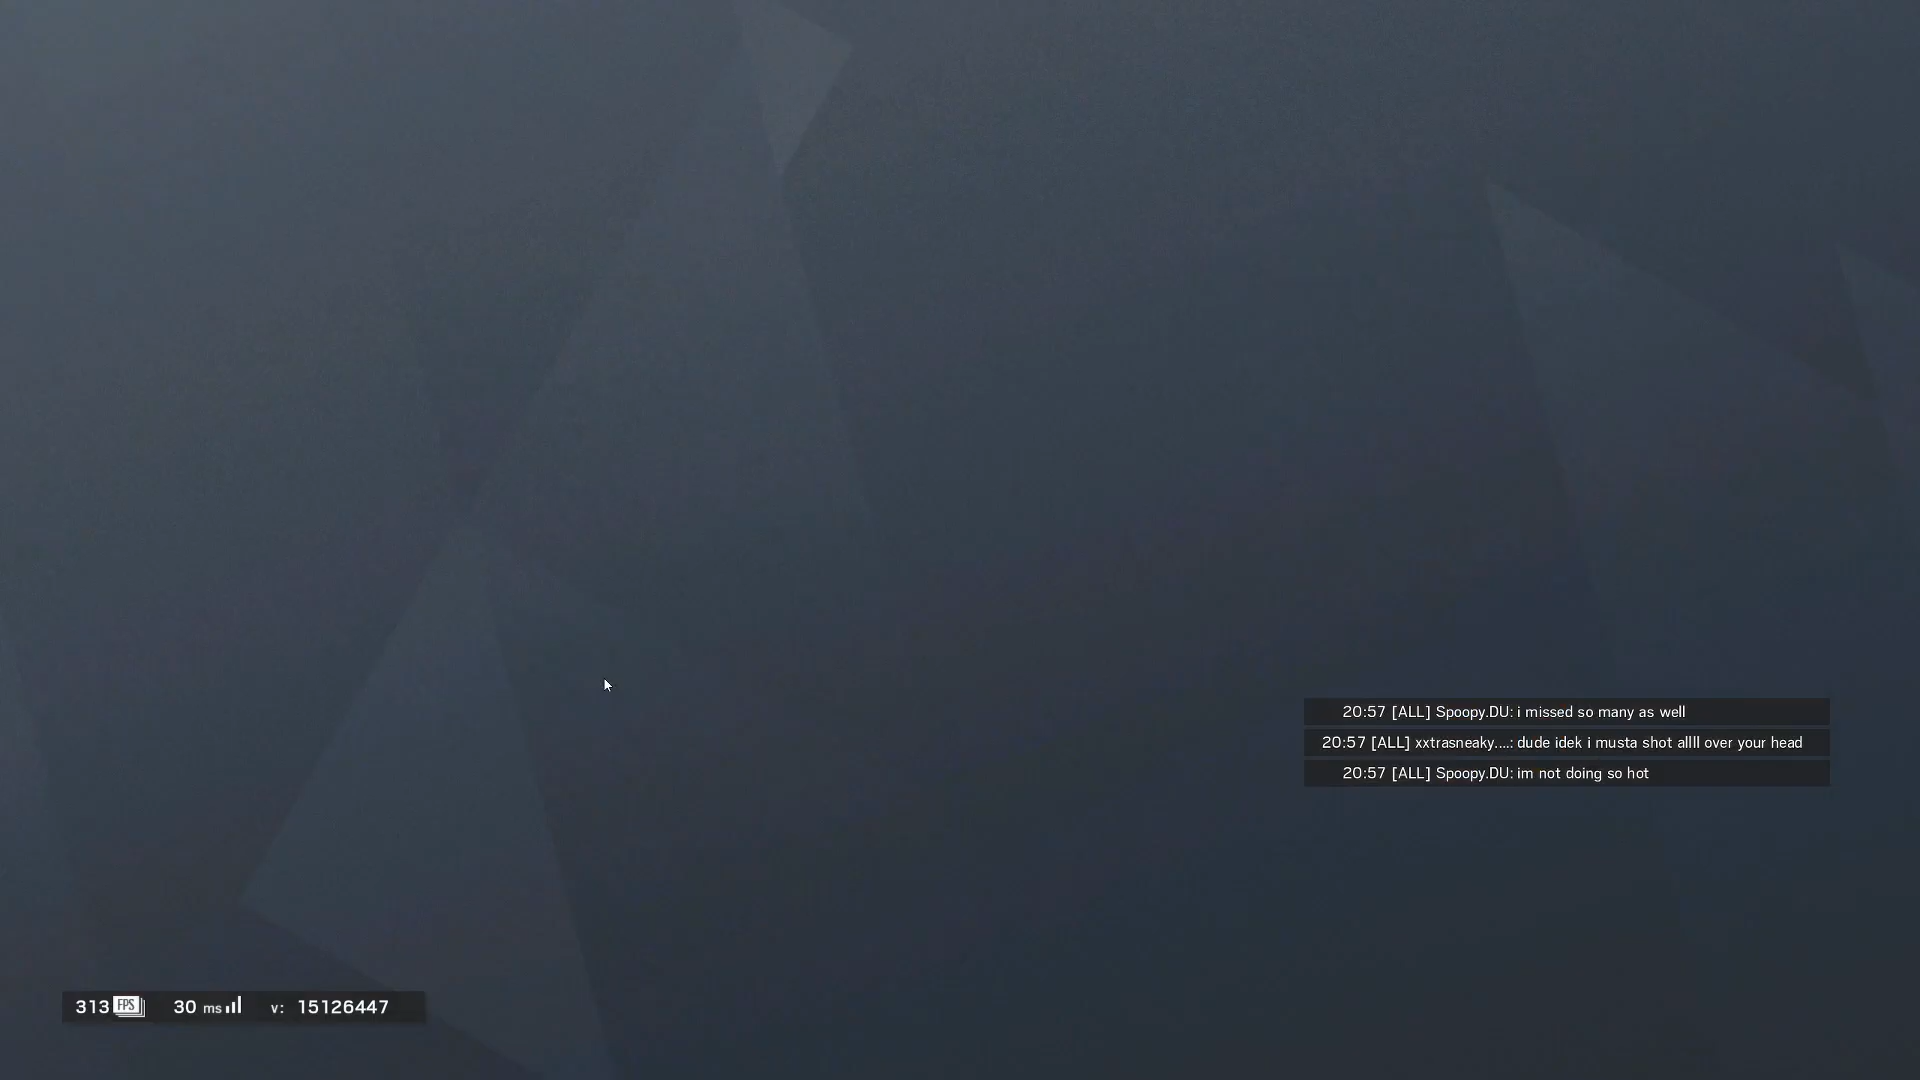 20:57 [ALL] Spoopy.DU: i missed so many as well
20:57 [ALL] xxtrasneaky....: dude idek i musta shot allll over your head
20:57 [ALL] Spoopy.DU: im not doing so hot
313 FPS 30 ms v: 15126447